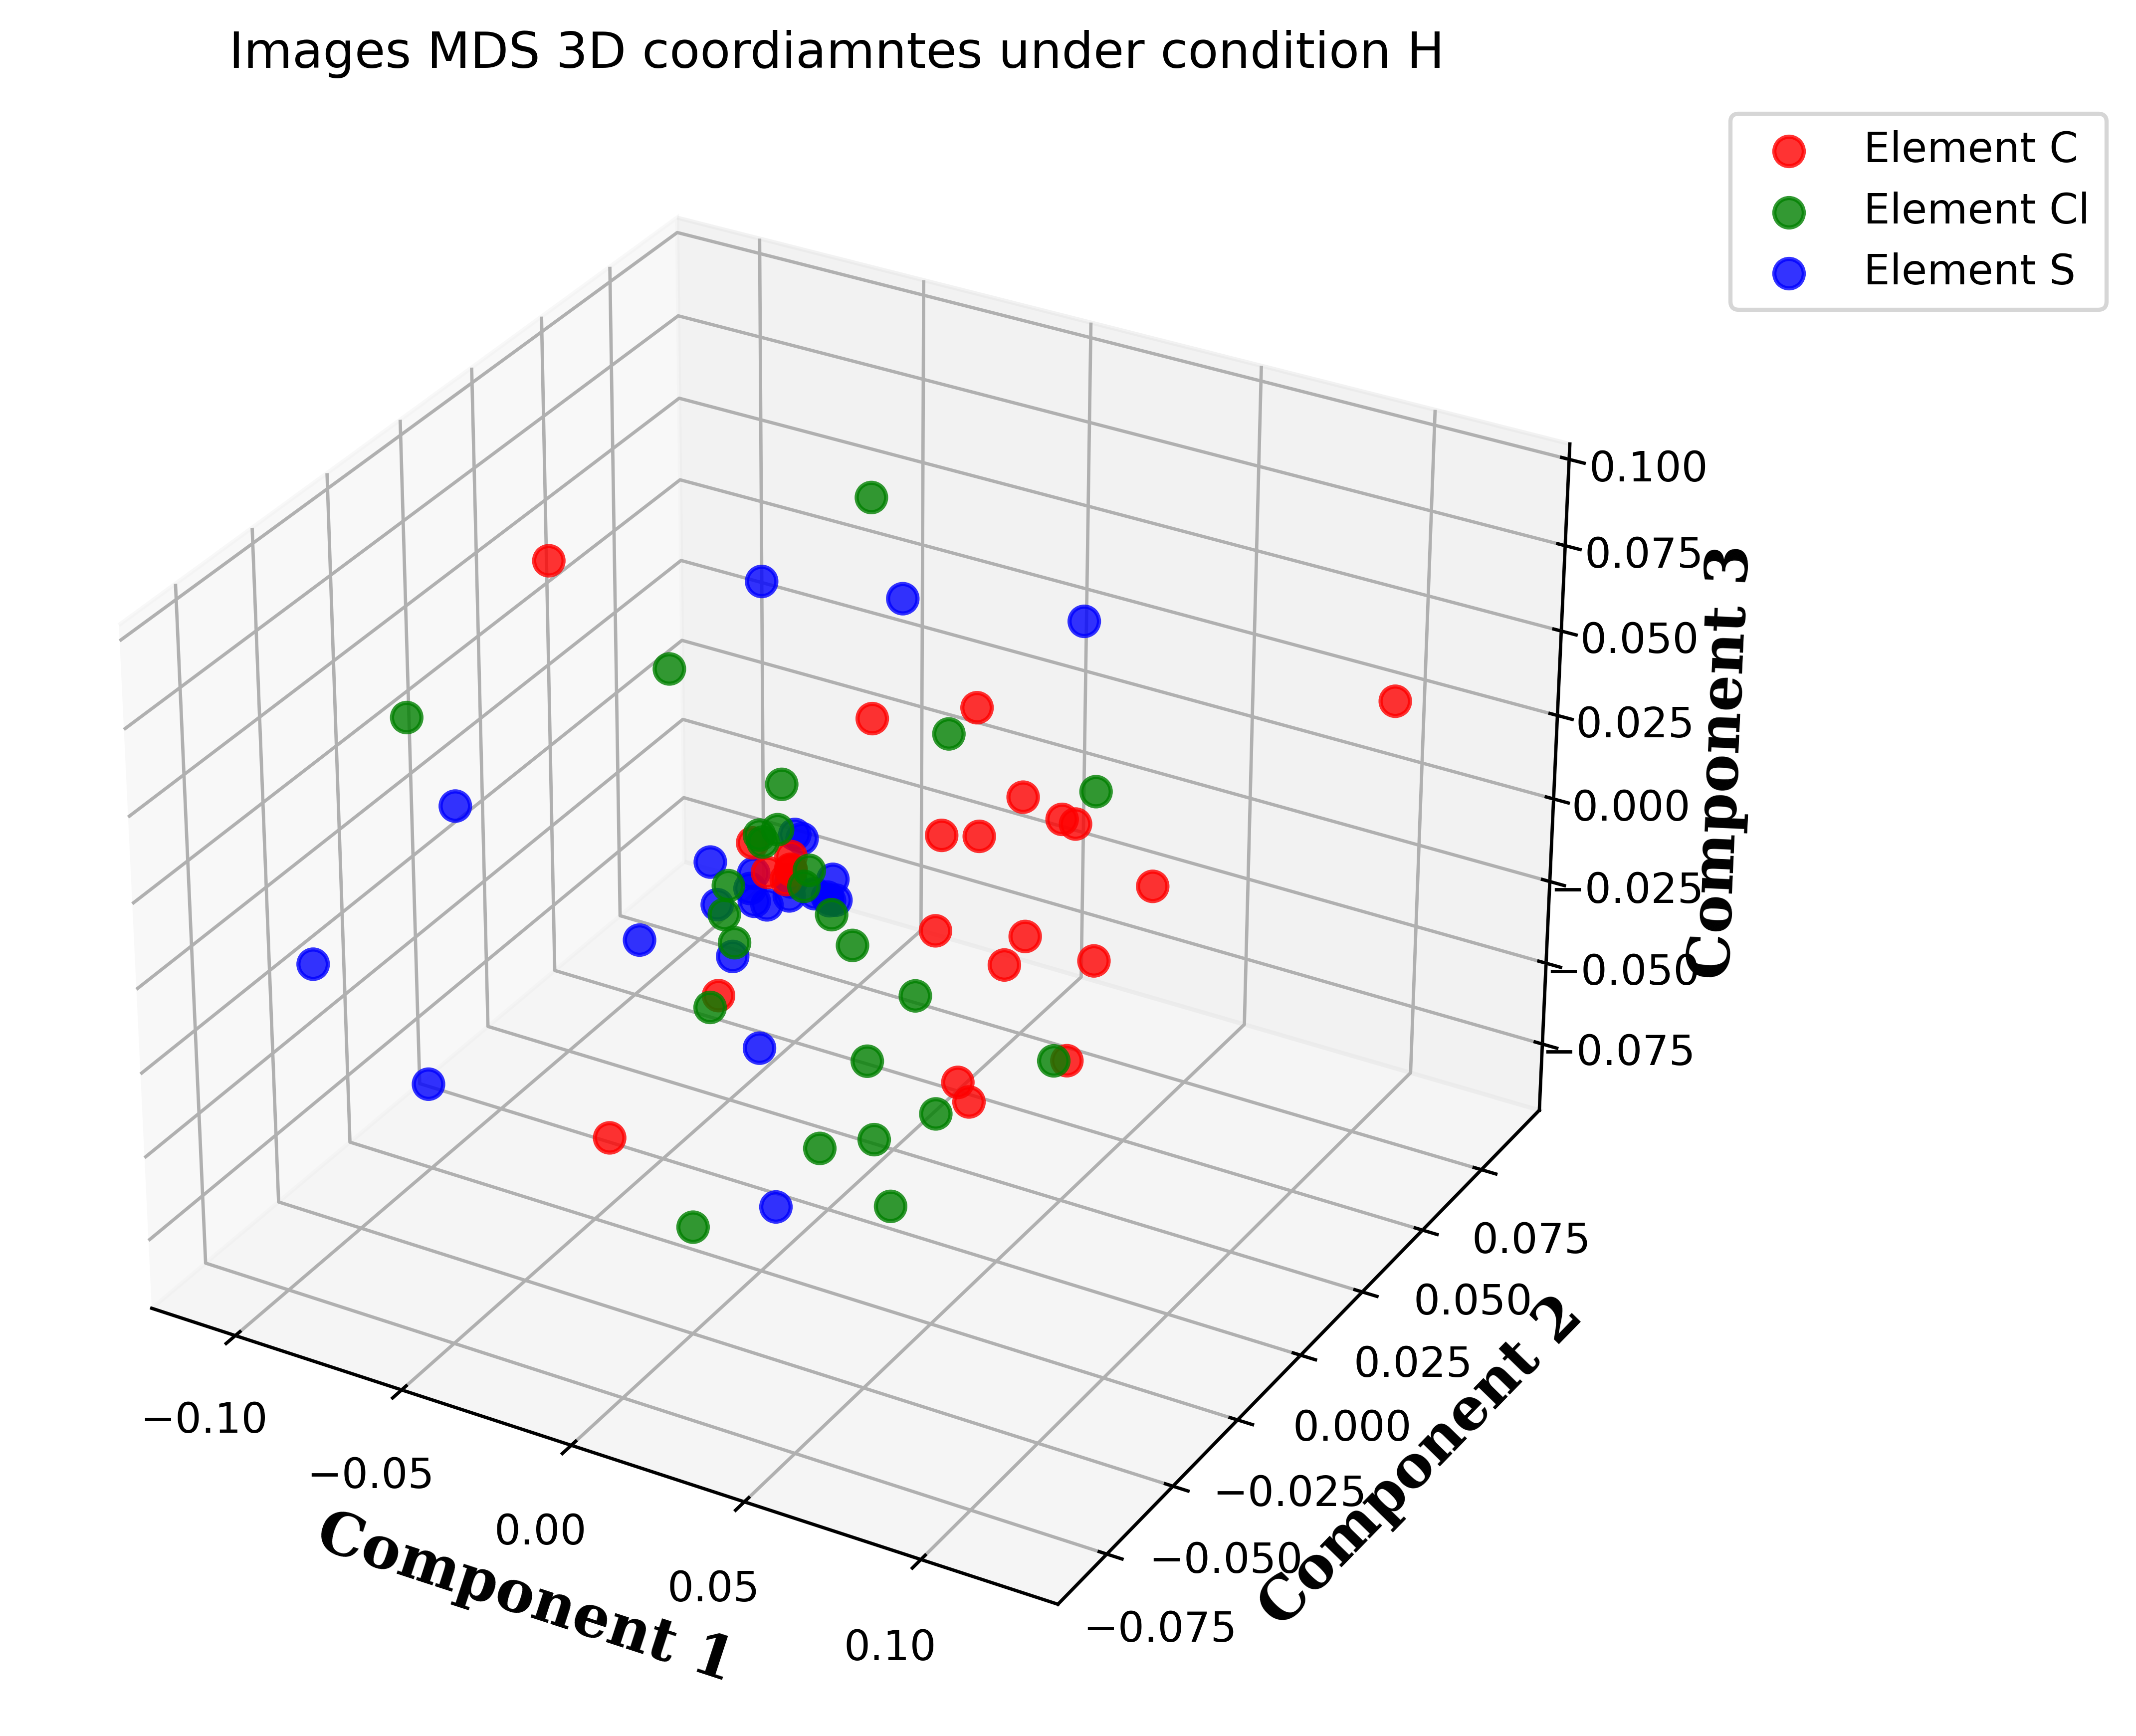 Images MDS 3D coordiamntes under condition H
Element C
Element Cl
Element S
0.100
0.075
0.050
0.025
0.000
−0.025
−0.050
−0.075
Component 3
0.075
0.050
0.025
0.000
−0.025
−0.050
−0.075
Component 2
−0.10
−0.05
0.00
0.05
0.10
Component 1